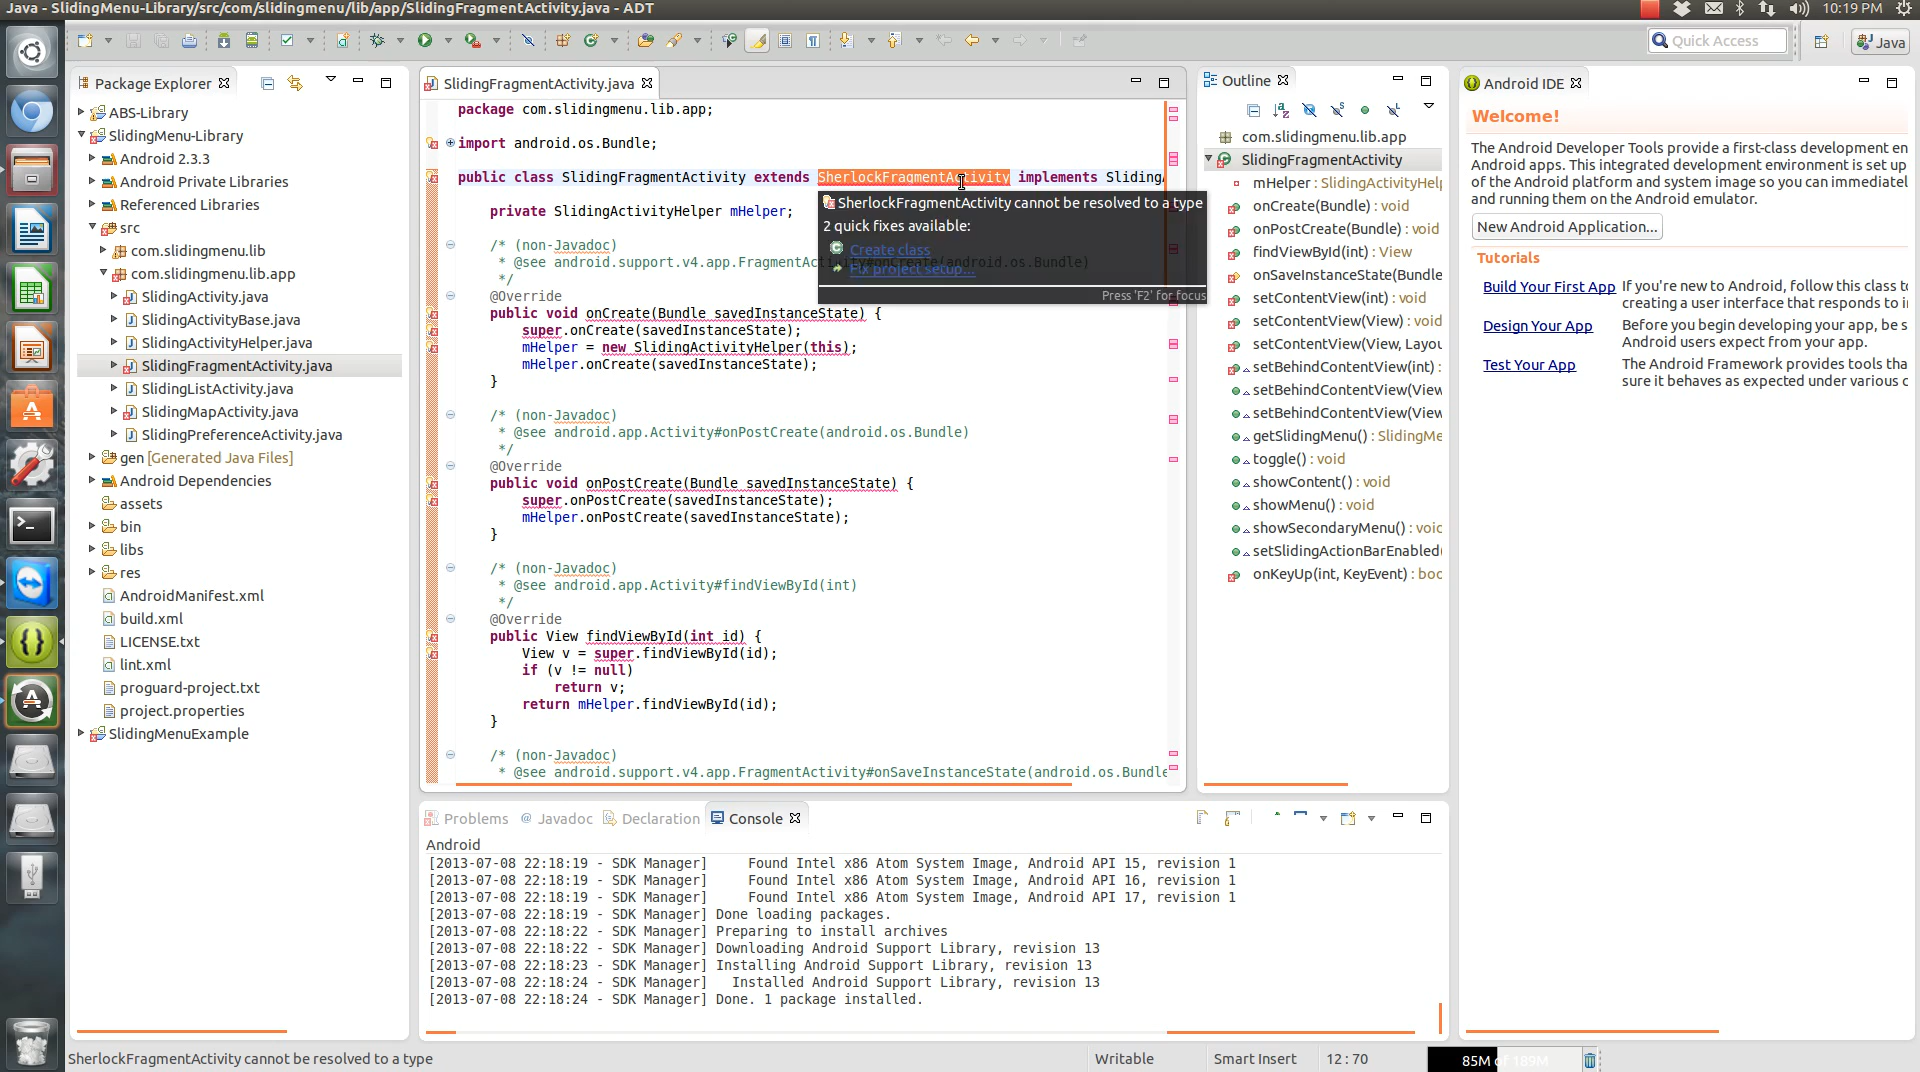 Java - SlidingMenu-Library/src/com/slidingmenu/lib/app/SlidingFragmentActivity.java - ADT
10:19 PM
Quick Access
Java
Package Explorer
ABS-Library
SlidingMenu-Library
Android 2.3.3
Android Private Libraries
Referenced Libraries
src
com.slidingmenu.lib
com.slidingmenu.lib.app
SlidingActivity.java
SlidingActivityBase.java
SlidingActivityHelper.java
SlidingFragmentActivity.java
SlidingListActivity.java
SlidingMapActivity.java
SlidingPreferenceActivity.java
gen [Generated Java Files]
Android Dependencies
assets
bin
libs
res
AndroidManifest.xml
build.xml
LICENSE.txt
lint.xml
proguard-project.txt
project.properties
SlidingMenuExample
SlidingFragmentActivity.java
package com.slidingmenu.lib.app;
import android.os.Bundle;
public class SlidingFragmentActivity extends SherlockFragmentActivity implements SlidingA
private SlidingActivityHelper mHelper;
/* (non-Javadoc)
* @see android.support.v4.app.FragmentActivity#onCreate(android.os.Bundle)
*/
@Override
public void onCreate(Bundle savedInstanceState) {
super.onCreate(savedInstanceState);
mHelper = new SlidingActivityHelper(this);
mHelper.onCreate(savedInstanceState);
}
/* (non-Javadoc)
* @see android.app.Activity#onPostCreate(android.os.Bundle)
*/
@Override
public void onPostCreate(Bundle savedInstanceState) {
super.onPostCreate(savedInstanceState);
mHelper.onPostCreate(savedInstanceState);
}
/* (non-Javadoc)
* @see android.app.Activity#findViewById(int)
*/
@Override
public View findViewById(int id) {
View v = super.findViewById(id);
if (v != null)
return v;
return mHelper.findViewById(id);
}
/* (non-Javadoc)
* @see android.support.v4.app.FragmentActivity#onSaveInstanceState(android.os.Bundle
SherlockFragmentActivity cannot be resolved to a type
2 quick fixes available:
Create class
Fix project setup...
Press 'F2' for focus
Outline
com.slidingmenu.lib.app
SlidingFragmentActivity
mHelper : SlidingActivityHelp
onCreate(Bundle) : void
onPostCreate(Bundle) : void
findViewById(int) : View
onSaveInstanceState(Bundle
setContentView(int) : void
setContentView(View) : void
setContentView(View, Layou
setBehindContentView(int) :
setBehindContentView(View
setBehindContentView(View
getSlidingMenu() : SlidingMe
toggle() : void
showContent() : void
showMenu() : void
showSecondaryMenu() : voic
setSlidingActionBarEnabled(
onKeyUp(int, KeyEvent) : boo
Android IDE
Welcome!
The Android Developer Tools provide a first-class development en
Android apps. This integrated development environment is set up
of the Android platform and system image so you can immediatel
and running them on the Android emulator.
New Android Application...
Tutorials
Build Your First App
If you're new to Android, follow this class to
creating a user interface that responds to i
Design Your App
Before you begin developing your app, be s
Android users expect from your app.
Test Your App
The Android Framework provides tools tha
sure it behaves as expected under various c
Problems
@ Javadoc
Declaration
Console
Android
[2013-07-08 22:18:19 - SDK Manager] Found Intel x86 Atom System Image, Android API 15, revision 1
[2013-07-08 22:18:19 - SDK Manager] Found Intel x86 Atom System Image, Android API 16, revision 1
[2013-07-08 22:18:19 - SDK Manager] Found Intel x86 Atom System Image, Android API 17, revision 1
[2013-07-08 22:18:19 - SDK Manager] Done loading packages.
[2013-07-08 22:18:22 - SDK Manager] Preparing to install archives
[2013-07-08 22:18:22 - SDK Manager] Downloading Android Support Library, revision 13
[2013-07-08 22:18:23 - SDK Manager] Installing Android Support Library, revision 13
[2013-07-08 22:18:24 - SDK Manager] Installed Android Support Library, revision 13
[2013-07-08 22:18:24 - SDK Manager] Done. 1 package installed.
SherlockFragmentActivity cannot be resolved to a type
Writable
Smart Insert
12 : 70
85M of 189M